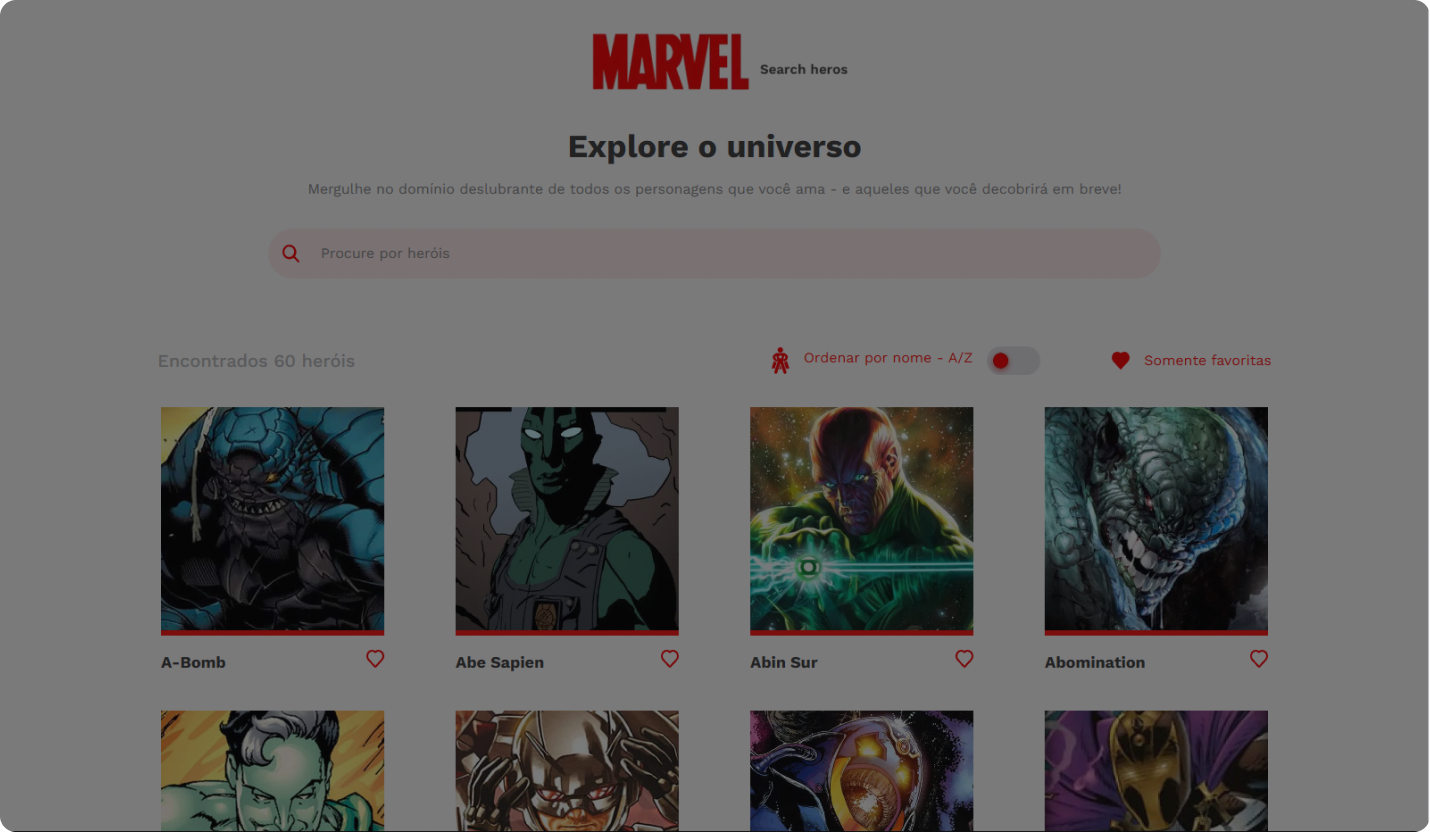 MARVEL Search heros
Explore o universo
Mergulhe no domínio deslubrante de todos os personagens que você ama - e aqueles que você decobrirá em breve!
Procure por heróis
Encontrados 60 heróis
Ordenar por nome - A/Z
Somente favoritas
A-Bomb
Abe Sapien
Abin Sur
Abomination